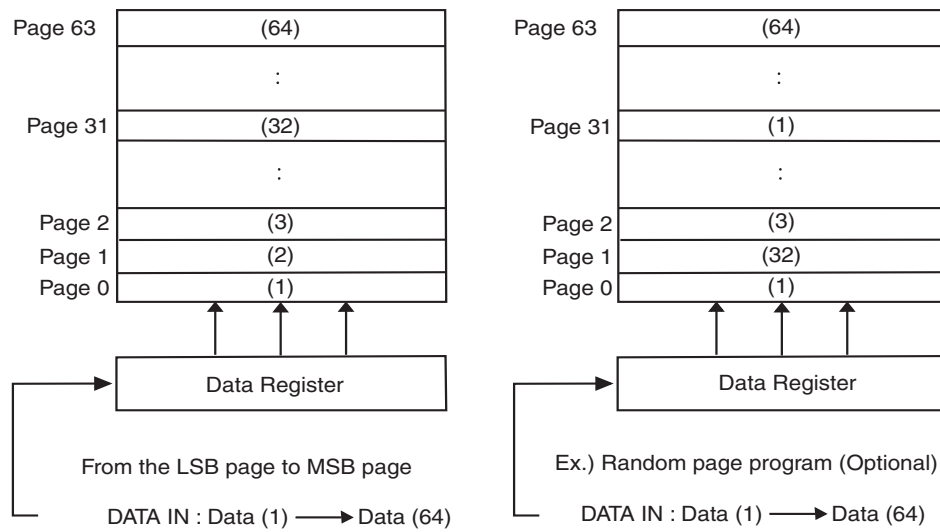 Page 63 (64)
:
Page 31 (32)
:
Page 2 (3)
Page 1 (2)
Page 0 (1)
Data Register
From the LSB page to MSB page
DATA IN : Data (1) → Data (64)
Page 63 (64)
:
Page 31 (1)
:
Page 2 (3)
Page 1 (32)
Page 0 (1)
Data Register
Ex.) Random page program (Optional)
DATA IN : Data (1) → Data (64)